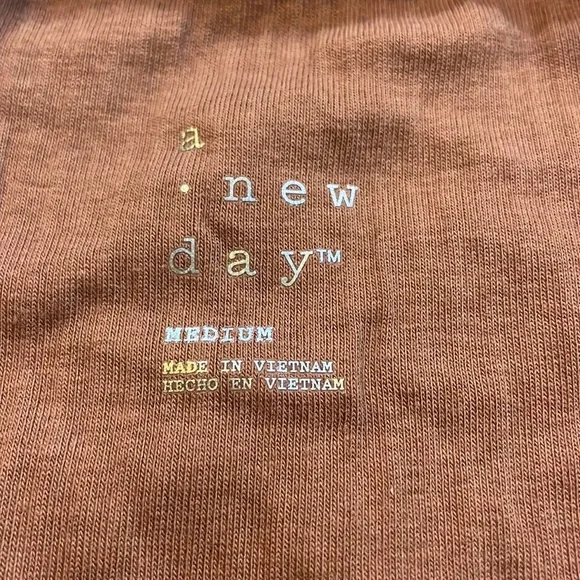 a
· new
day™
MEDIUM
MADE IN VIETNAM
HECHO EN VIETNAM